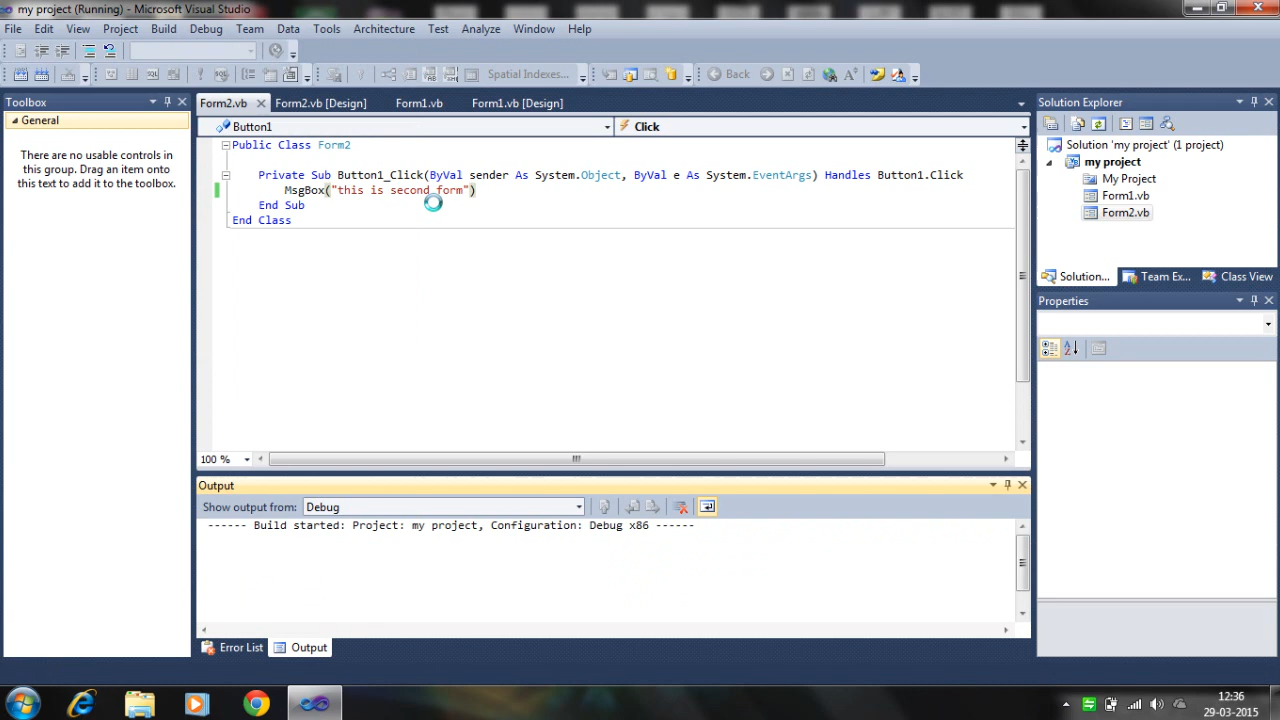 my project (Running) - Microsoft Visual Studio
File Edit View Project Build Debug Team Data Tools Architecture Test Analyze Window Help
Spatial Indexes... Back
Toolbox
General
There are no usable controls in
this group. Drag an item onto
this text to add it to the toolbox.
Form2.vb Form2.vb [Design] Form1.vb Form1.vb [Design]
Button1 Click
Public Class Form2
Private Sub Button1_Click(ByVal sender As System.Object, ByVal e As System.EventArgs) Handles Button1.Click
MsgBox("this is second form")
End Sub
End Class
100 %
Output
Show output from: Debug
------ Build started: Project: my project, Configuration: Debug x86 ------
Error List Output
Solution Explorer
Solution 'my project' (1 project)
my project
My Project
Form1.vb
Form2.vb
Solution... Team Ex... Class View
Properties
12:36
29-03-2015